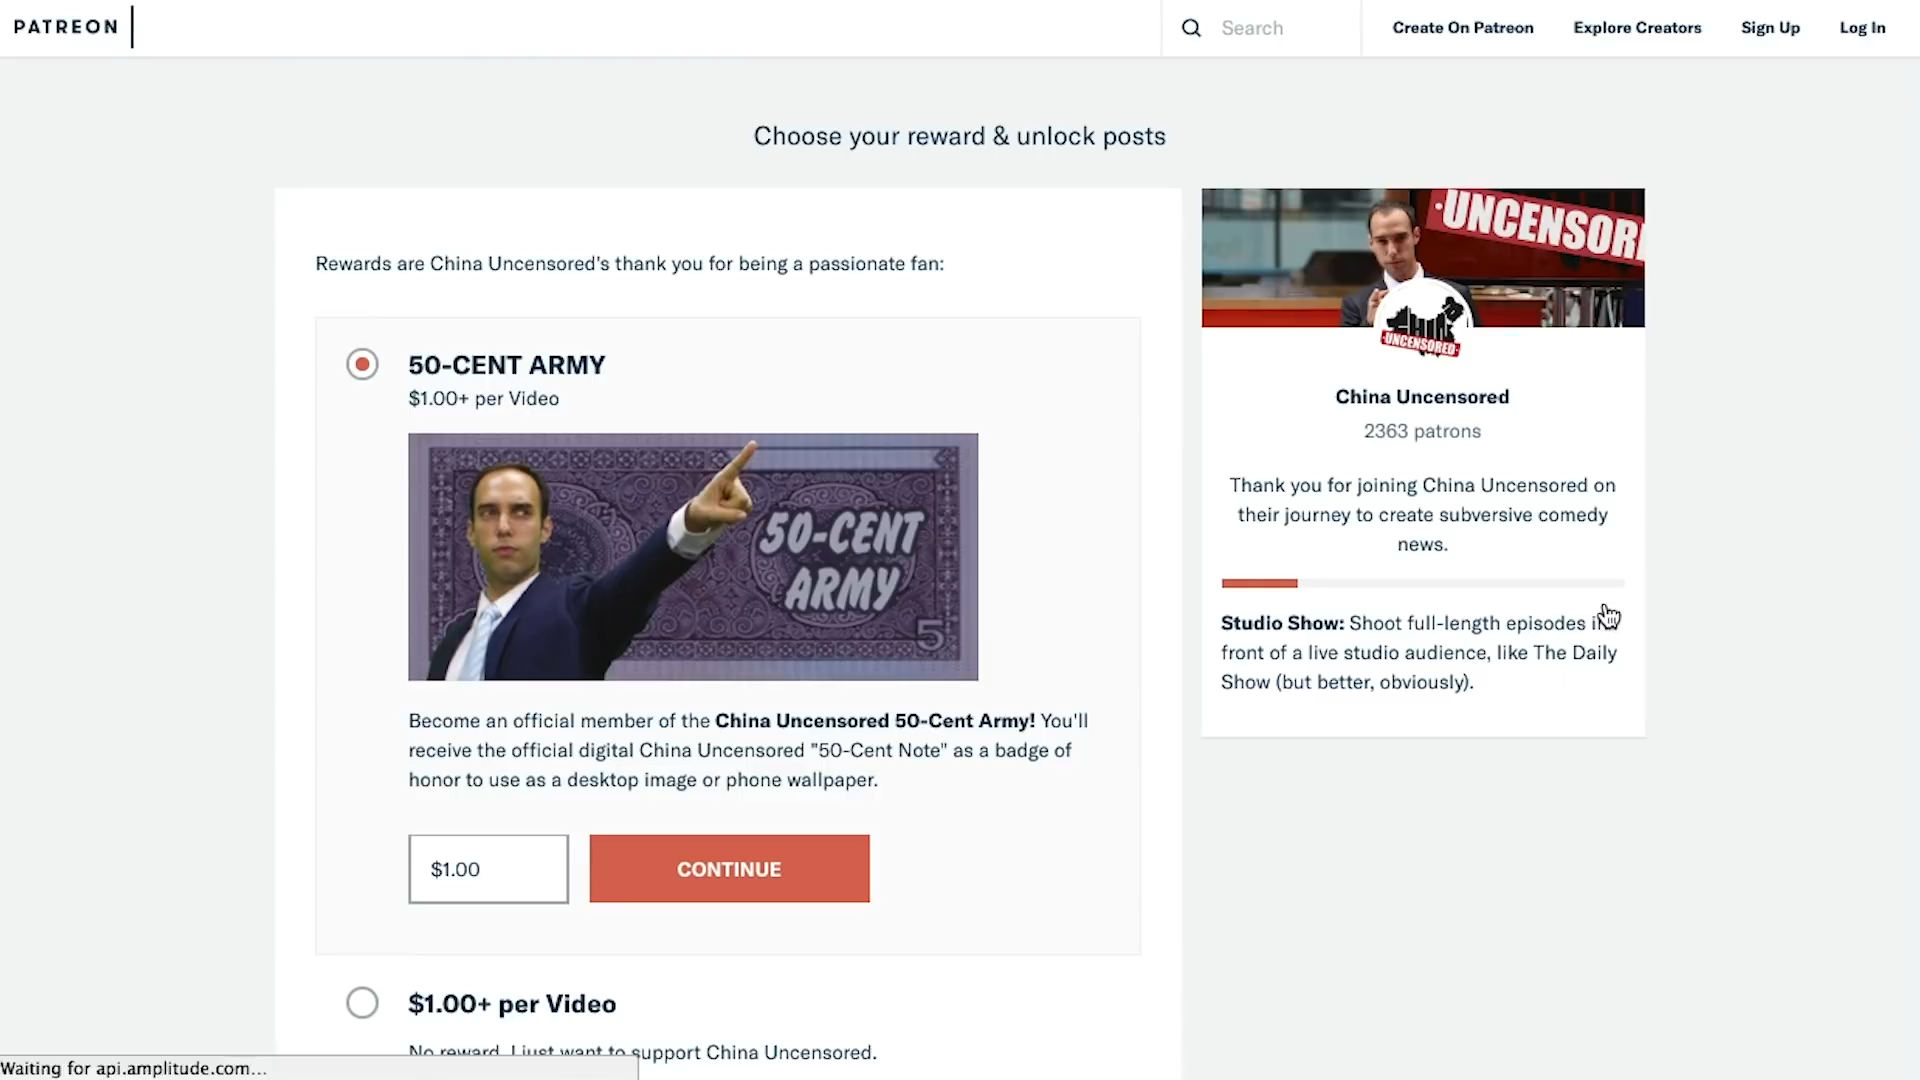 PATREON
Search
Create On Patreon
Explore Creators
Sign Up
Log In
Choose your reward & unlock posts
Rewards are China Uncensored's thank you for being a passionate fan:
50-CENT ARMY
$1.00+ per Video
50-CENT
ARMY
5
Become an official member of the China Uncensored 50-Cent Army! You'll
receive the official digital China Uncensored "50-Cent Note" as a badge of
honor to use as a desktop image or phone wallpaper.
$1.00
CONTINUE
$1.00+ per Video
No reward, I just want to support China Uncensored.
·UNCENSOR
·UNCENSORED·
China Uncensored
2363 patrons
Thank you for joining China Uncensored on
their journey to create subversive comedy
news.
Studio Show: Shoot full-length episodes in
front of a live studio audience, like The Daily
Show (but better, obviously).
Waiting for api.amplitude.com...